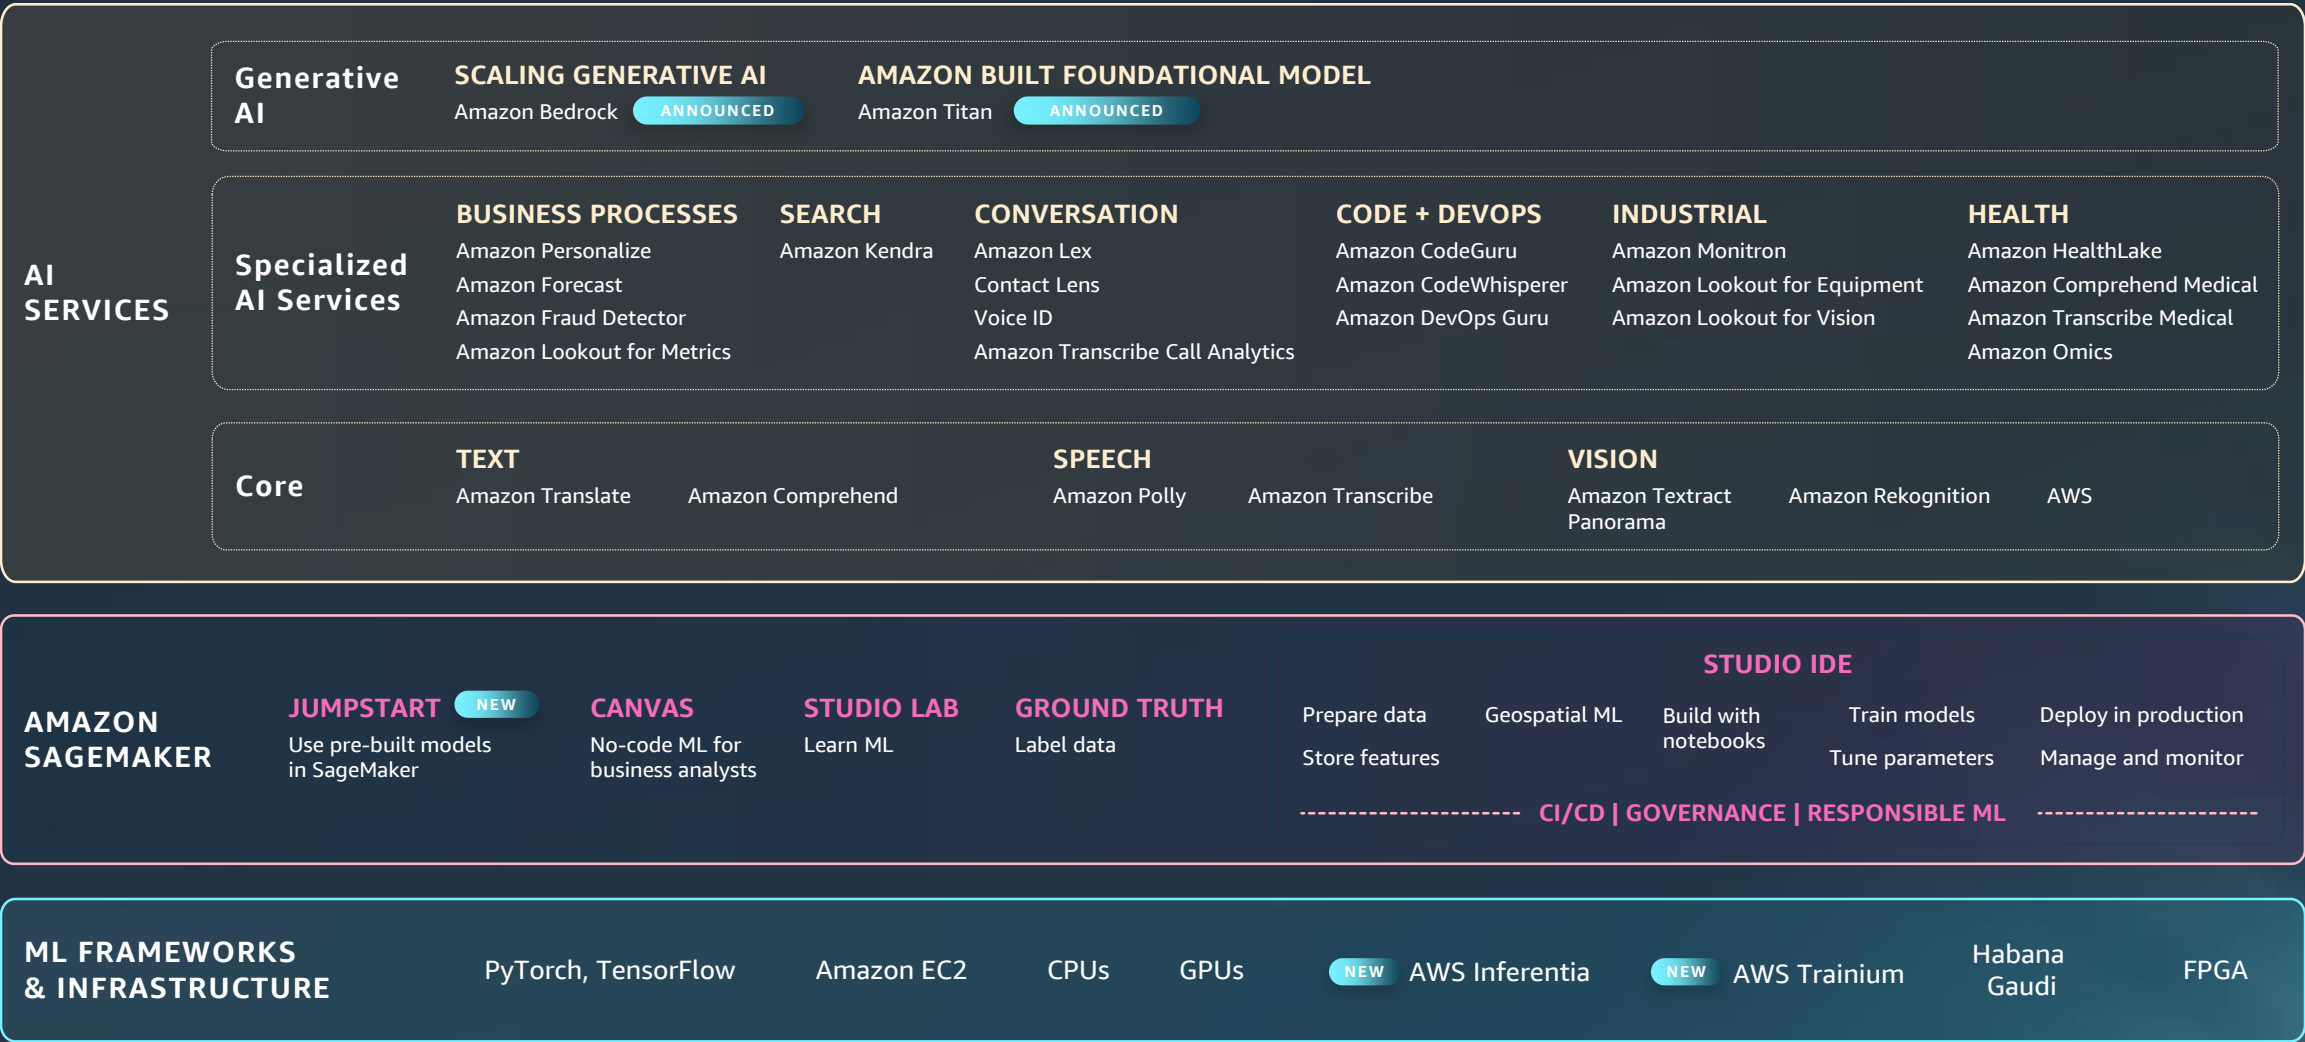 AI
SERVICES
Generative
AI
SCALING GENERATIVE AI
Amazon Bedrock ANNOUNCED
AMAZON BUILT FOUNDATIONAL MODEL
Amazon Titan ANNOUNCED
Specialized
AI Services
BUSINESS PROCESSES
Amazon Personalize
Amazon Forecast
Amazon Fraud Detector
Amazon Lookout for Metrics
SEARCH
Amazon Kendra
CONVERSATION
Amazon Lex
Contact Lens
Voice ID
Amazon Transcribe Call Analytics
CODE + DEVOPS
Amazon CodeGuru
Amazon CodeWhisperer
Amazon DevOps Guru
INDUSTRIAL
Amazon Monitron
Amazon Lookout for Equipment
Amazon Lookout for Vision
HEALTH
Amazon HealthLake
Amazon Comprehend Medical
Amazon Transcribe Medical
Amazon Omics
Core
TEXT
Amazon Translate Amazon Comprehend
SPEECH
Amazon Polly Amazon Transcribe
VISION
Amazon Textract Amazon Rekognition AWS
Panorama
AMAZON
SAGEMAKER
JUMPSTART NEW
Use pre-built models
in SageMaker
CANVAS
No-code ML for
business analysts
STUDIO LAB
Learn ML
GROUND TRUTH
Label data
STUDIO IDE
Prepare data
Store features
Geospatial ML
Build with
notebooks
Train models
Tune parameters
Deploy in production
Manage and monitor
CI/CD | GOVERNANCE | RESPONSIBLE ML
ML FRAMEWORKS
& INFRASTRUCTURE
PyTorch, TensorFlow
Amazon EC2
CPUs
GPUs
NEW AWS Inferentia
NEW AWS Trainium
Habana
Gaudi
FPGA